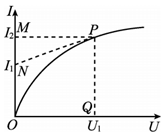 I
I₂ M P
I₁ N
Q
O U₁ U